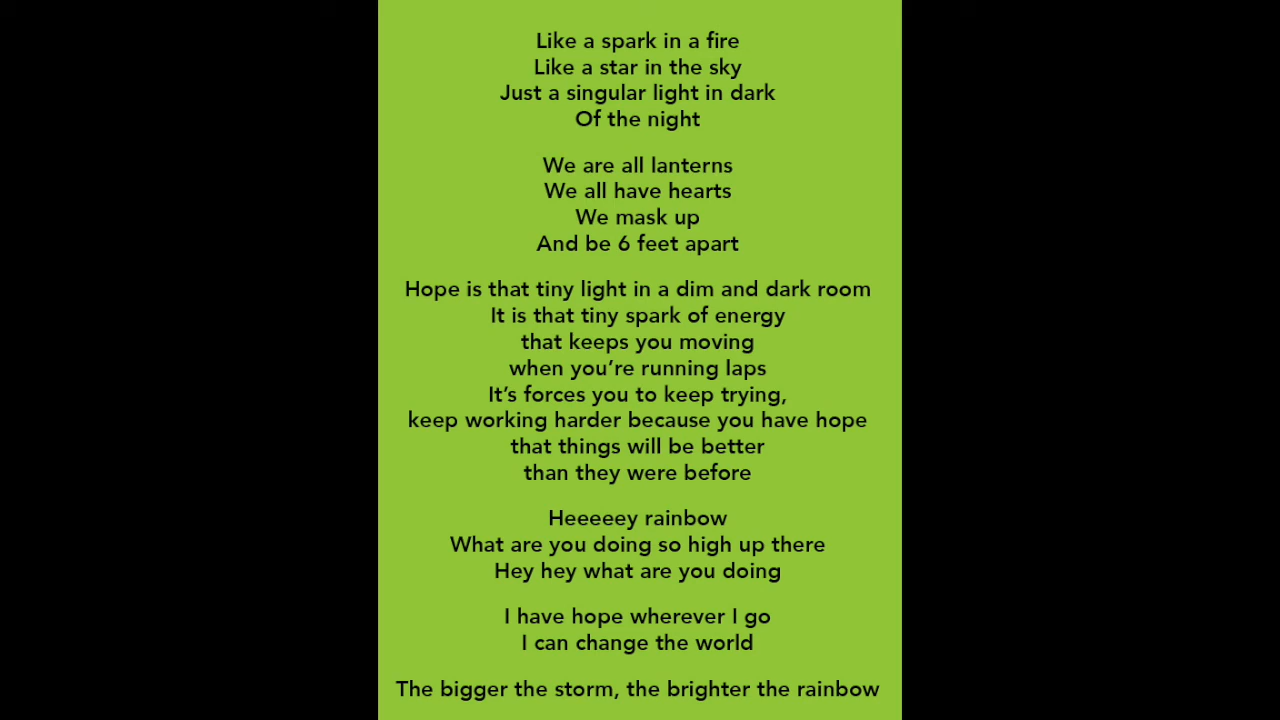 Like a spark in a fire
Like a star in the sky
Just a singular light in dark
Of the night
We are all lanterns
We all have hearts
We mask up
And be 6 feet apart
Hope is that tiny light in a dim and dark room
It is that tiny spark of energy
that keeps you moving
when you’re running laps
It’s forces you to keep trying,
keep working harder because you have hope
that things will be better
than they were before
Heeeeey rainbow
What are you doing so high up there
Hey hey what are you doing
I have hope wherever I go
I can change the world
The bigger the storm, the brighter the rainbow